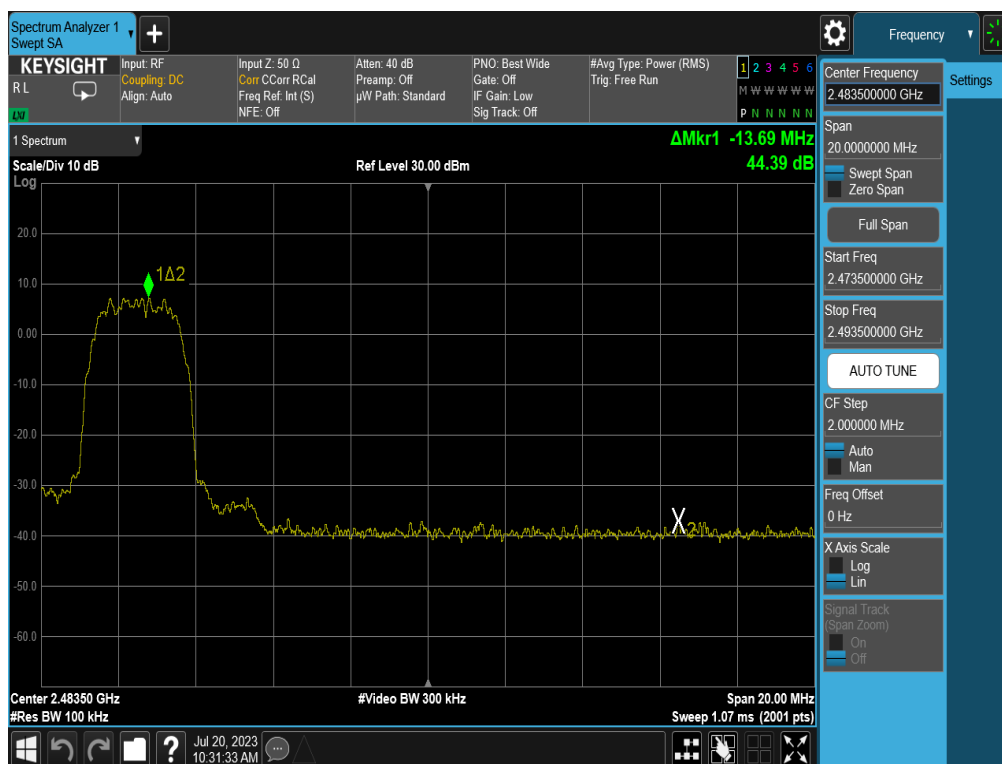 Spectrum Analyzer 1
Swept SA
+
Frequency
KEYSIGHT
R L
LXI
Input: RF
Coupling: DC
Align: Auto
Input Z: 50 Ω
Corr CCorr RCal
Freq Ref: Int (S)
NFE: Off
Atten: 40 dB
Preamp: Off
µW Path: Standard
PNO: Best Wide
Gate: Off
IF Gain: Low
Sig Track: Off
#Avg Type: Power (RMS)
Trig: Free Run
1 2 3 4 5 6
M W W W W W
P N N N N N
1 Spectrum
Scale/Div 10 dB
Ref Level 30.00 dBm
ΔMkr1 -13.69 MHz
44.39 dB
Log
20.0
10.0
0.00
-10.0
-20.0
-30.0
-40.0
-50.0
-60.0
1Δ2
X2
Center 2.48350 GHz
#Res BW 100 kHz
#Video BW 300 kHz
Span 20.00 MHz
Sweep 1.07 ms (2001 pts)
Center Frequency
2.483500000 GHz
Settings
Span
20.0000000 MHz
Swept Span
Zero Span
Full Span
Start Freq
2.473500000 GHz
Stop Freq
2.493500000 GHz
AUTO TUNE
CF Step
2.000000 MHz
Auto
Man
Freq Offset
0 Hz
X Axis Scale
Log
Lin
Signal Track
(Span Zoom)
On
Off
?
Jul 20, 2023
10:31:33 AM